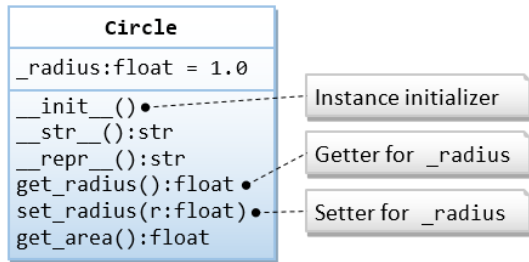 Circle
_radius:float = 1.0
__init__()
__str__():str
__repr__():str
get_radius():float
set_radius(r:float)
get_area():float
Instance initializer
Getter for _radius
Setter for _radius